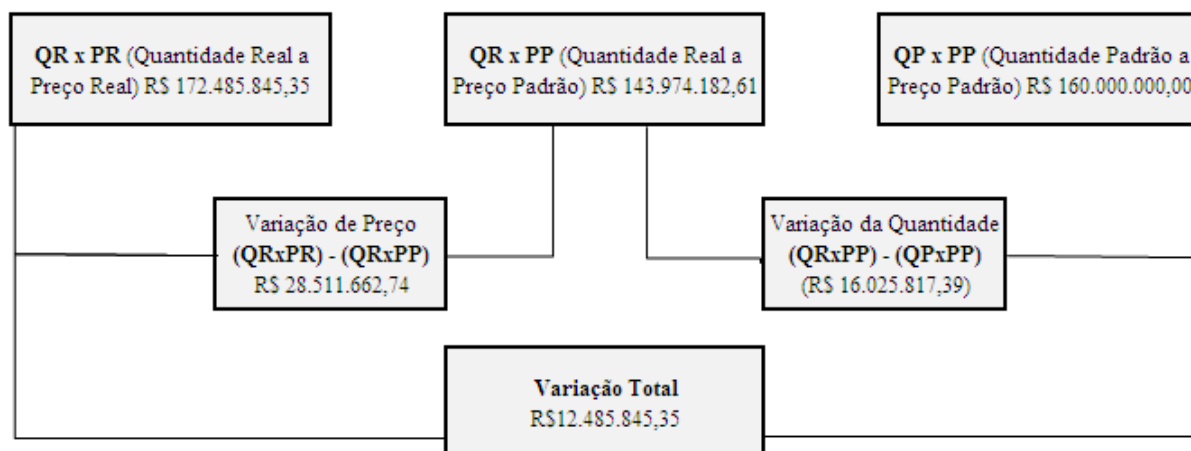 QR x PR (Quantidade Real a
Preço Real) R$ 172.485.845,35
QR x PP (Quantidade Real a
Preço Padrão) R$ 143.974.182,61
QP x PP (Quantidade Padrão a
Preço Padrão) R$ 160.000.000,00
Variação de Preço
(QRxPR) - (QRxPP)
R$ 28.511.662,74
Variação da Quantidade
(QRxPP) - (QPxPP)
(R$ 16.025.817,39)
Variação Total
R$12.485.845,35